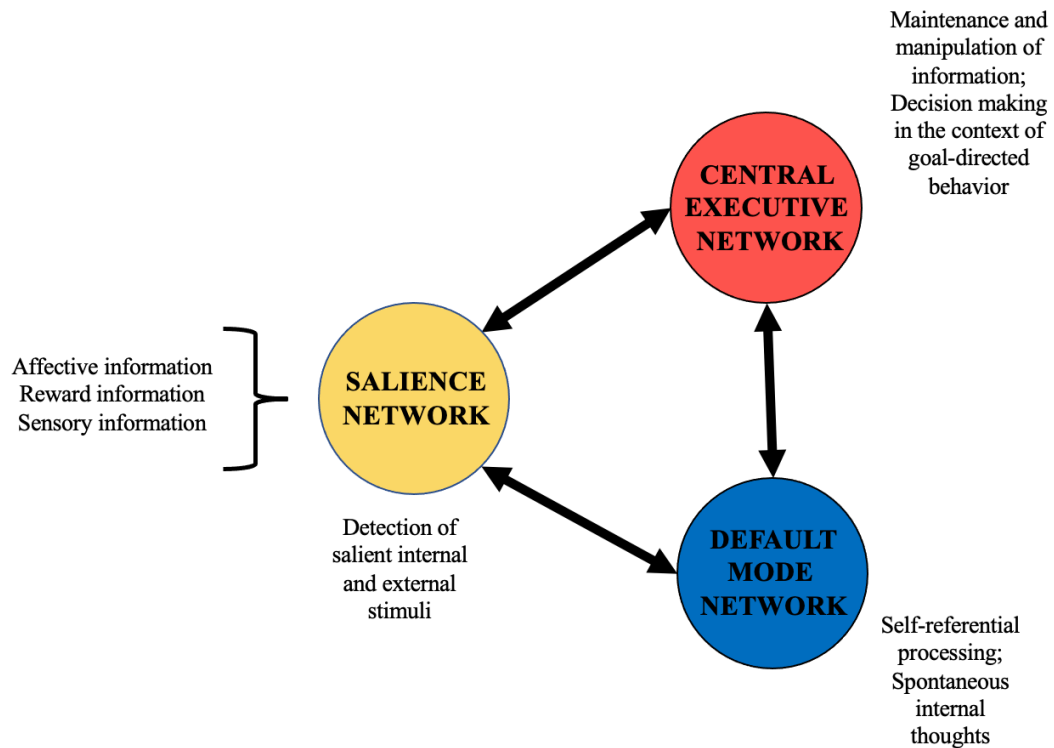 Maintenance and
manipulation of
information;
Decision making
in the context of
goal-directed
behavior
CENTRAL
EXECUTIVE
NETWORK
Affective information
Reward information
Sensory information
SALIENCE
NETWORK
Detection of
salient internal
and external
stimuli
DEFAULT
MODE
NETWORK
Self-referential
processing;
Spontaneous
internal
thoughts